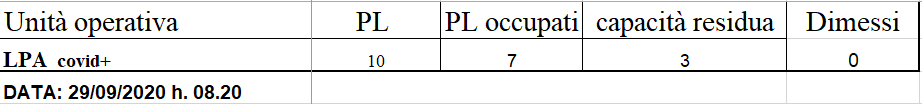 Unità operativa PL PL occupati capacità residua Dimessi
LPA covid+ 10 7 3 0
DATA: 29/09/2020 h. 08.20